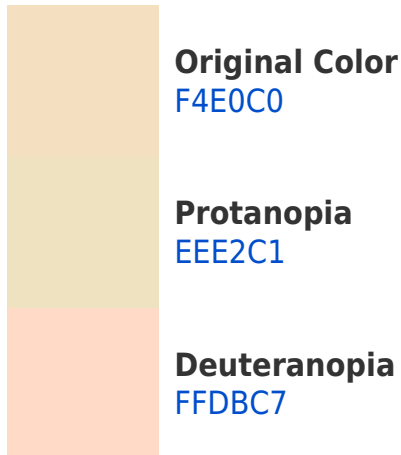 Original Color
F4E0C0
Protanopia
EEE2C1
Deuteranopia
FFDBC7